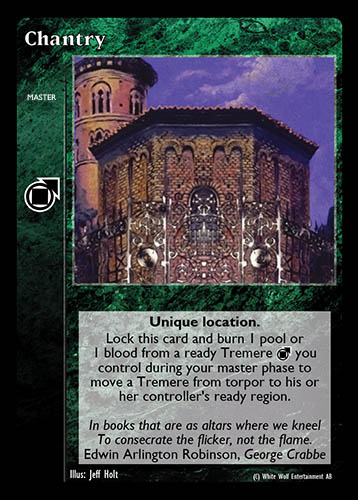 Chantry
MASTER
Unique location.
Lock this card and burn 1 pool or
1 blood from a ready Tremere you
control during your master phase to
move a Tremere from torpor to his or
her controller's ready region.
In books that are as altars where we kneel
To consecrate the flicker, not the flame.
Edwin Arlington Robinson, George Crabbe
Illus: Jeff Holt
(C) White Wolf Entertainment AB